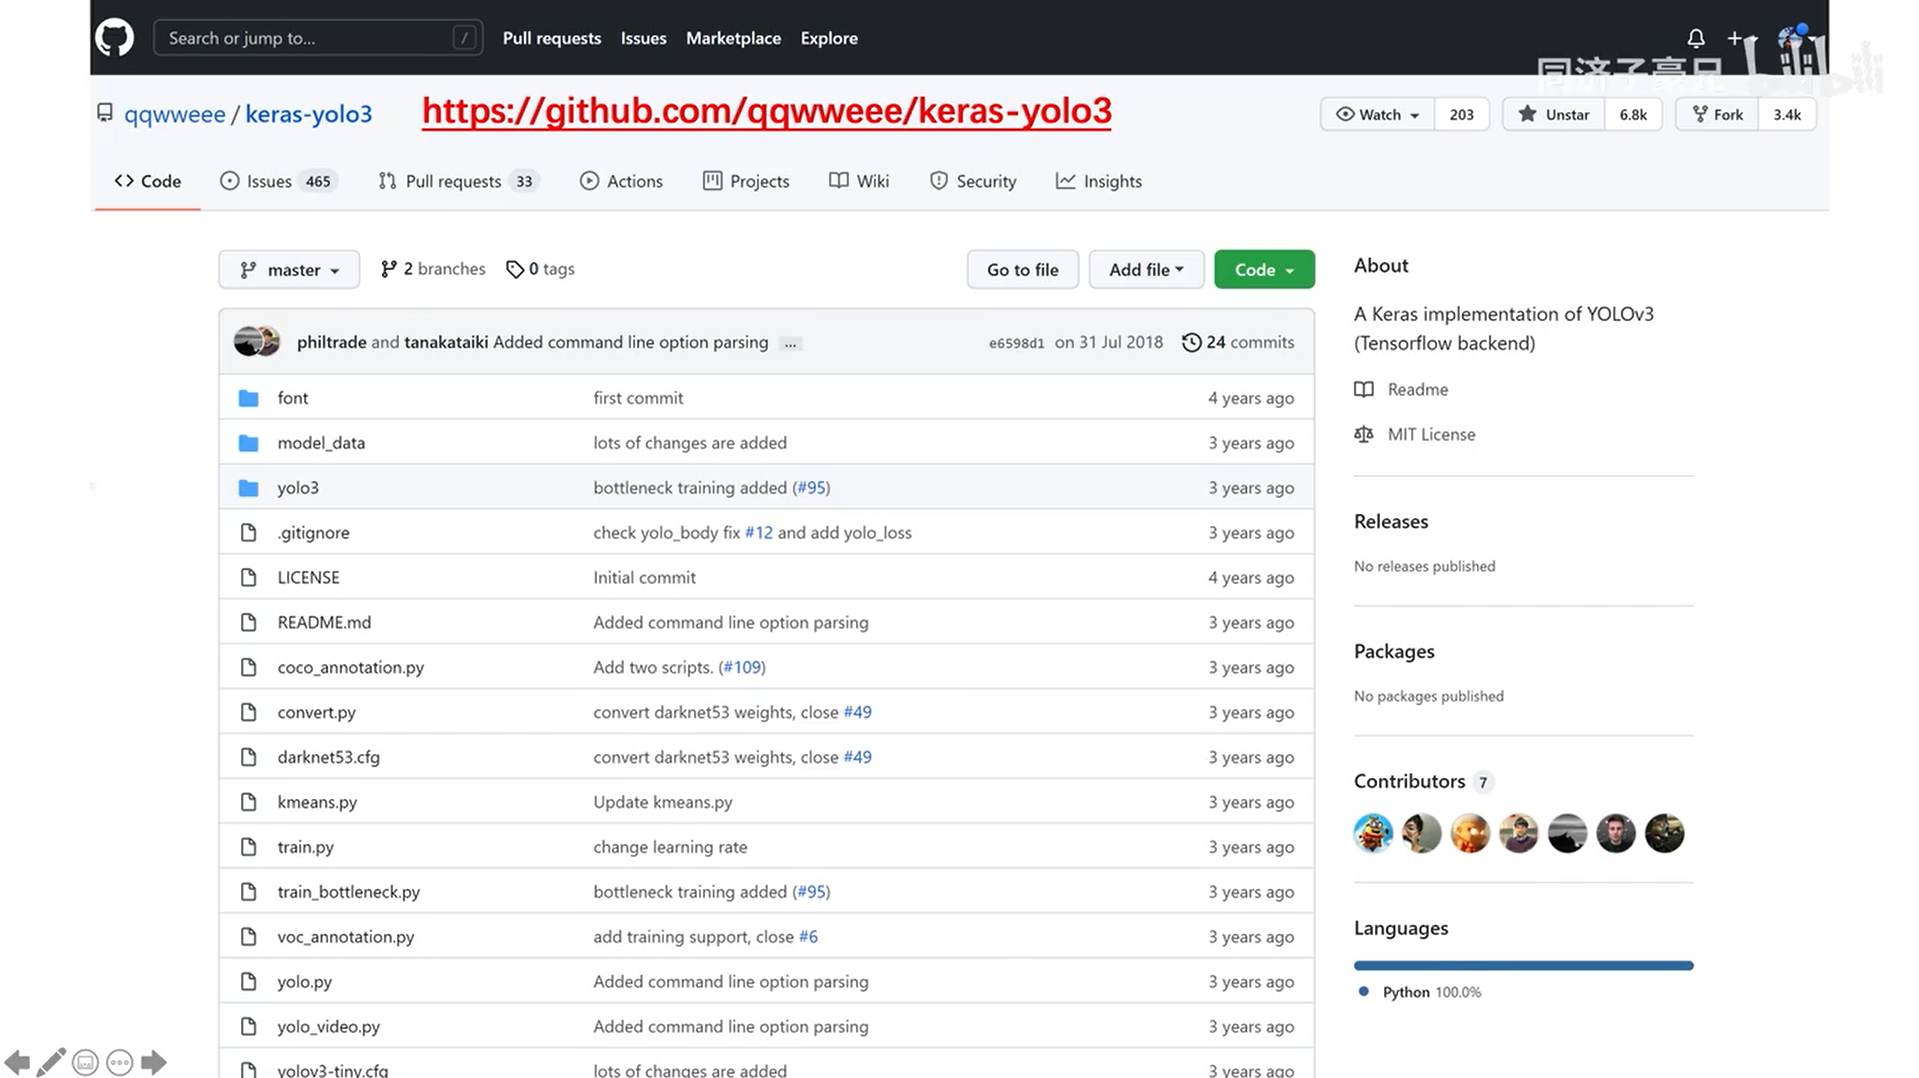 Search or jump to... / Pull requests Issues Marketplace Explore
同济子豪兄 bilibili
qqwweee / keras-yolo3 https://github.com/qqwweee/keras-yolo3 Watch 203 Unstar 6.8k Fork 3.4k
Code Issues 465 Pull requests 33 Actions Projects Wiki Security Insights
master 2 branches 0 tags Go to file Add file Code
philtrade and tanakataiki Added command line option parsing ... e6598d1 on 31 Jul 2018 24 commits
font first commit 4 years ago
model_data lots of changes are added 3 years ago
yolo3 bottleneck training added (#95) 3 years ago
.gitignore check yolo_body fix #12 and add yolo_loss 3 years ago
LICENSE Initial commit 4 years ago
README.md Added command line option parsing 3 years ago
coco_annotation.py Add two scripts. (#109) 3 years ago
convert.py convert darknet53 weights, close #49 3 years ago
darknet53.cfg convert darknet53 weights, close #49 3 years ago
kmeans.py Update kmeans.py 3 years ago
train.py change learning rate 3 years ago
train_bottleneck.py bottleneck training added (#95) 3 years ago
voc_annotation.py add training support, close #6 3 years ago
yolo.py Added command line option parsing 3 years ago
yolo_video.py Added command line option parsing 3 years ago
yolov3-tiny.cfg lots of changes are added 3 years ago
About
A Keras implementation of YOLOv3
(Tensorflow backend)
Readme
MIT License
Releases
No releases published
Packages
No packages published
Contributors 7
Languages
Python 100.0%